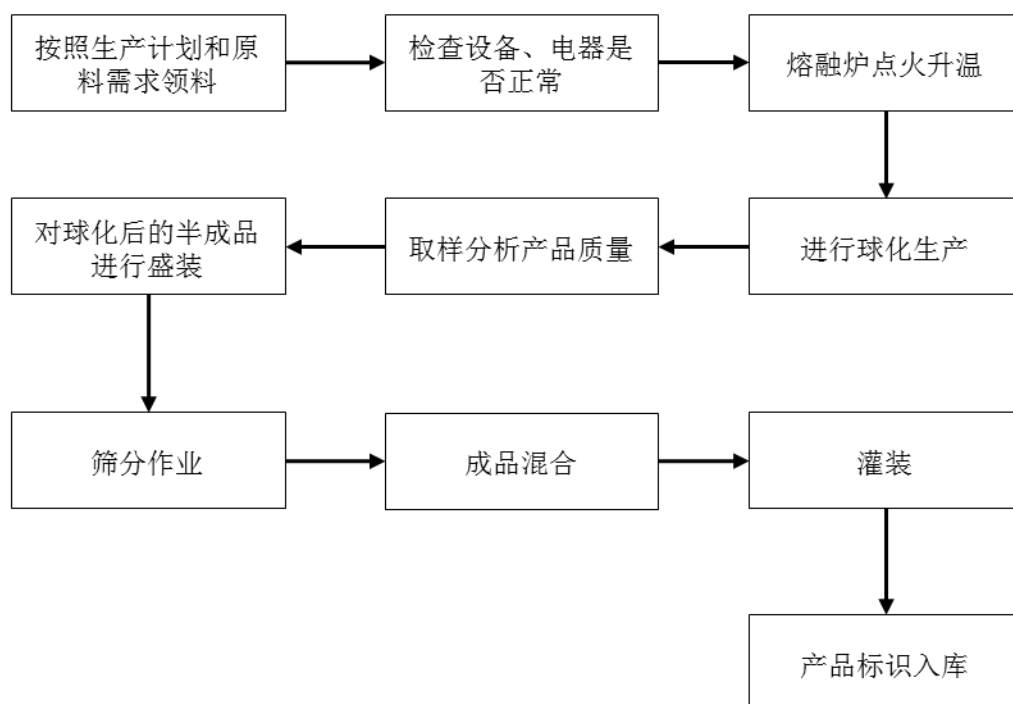 按照生产计划和原
料需求领料
检查设备、电器是
否正常
熔融炉点火升温
进行球化生产
取样分析产品质量
对球化后的半成品
进行盛装
筛分作业
成品混合
灌装
产品标识入库